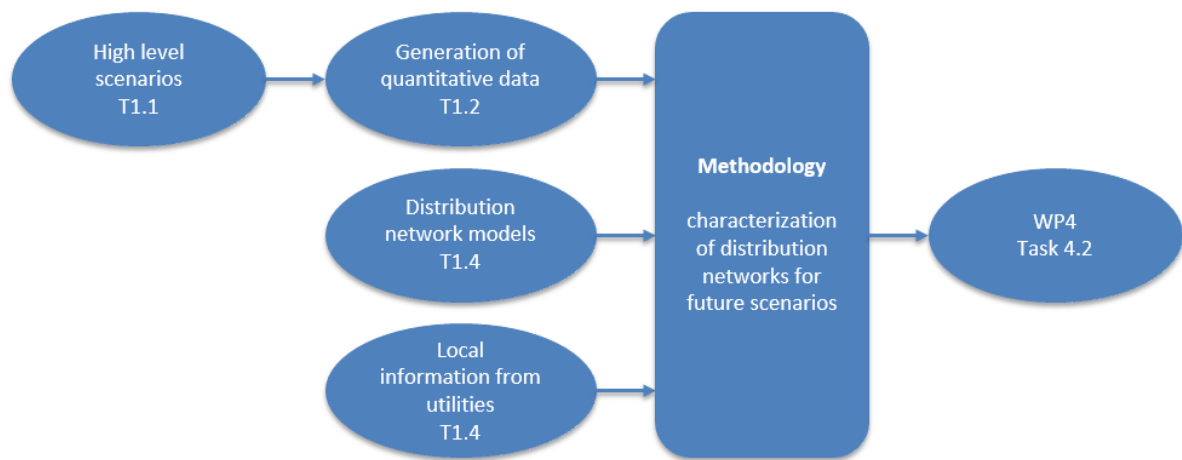 High level
scenarios
T1.1
Generation of
quantitative data
T1.2
Distribution
network models
T1.4
Local
information from
utilities
T1.4
Methodology
characterization
of distribution
networks for
future scenarios
WP4
Task 4.2